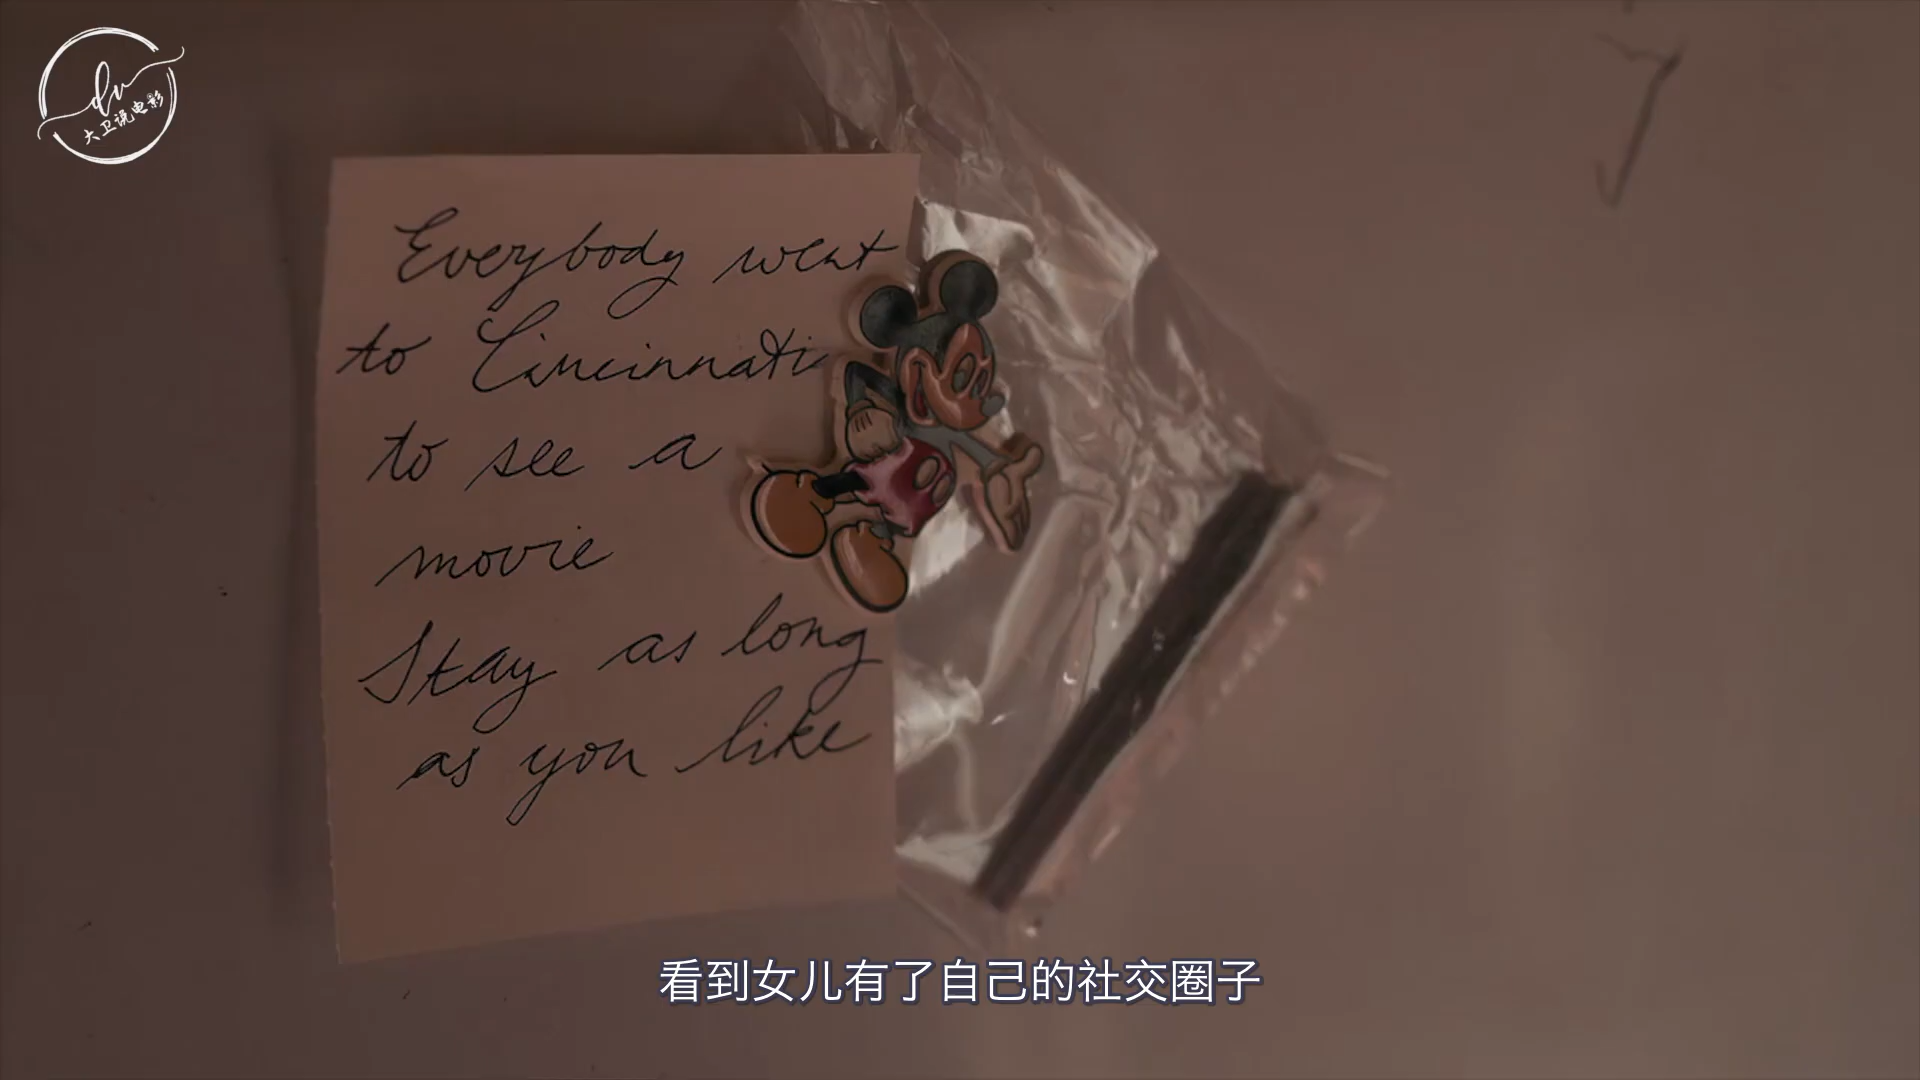 du
大卫说电影
Everybody went
to Cincinnati
to see a
movie
Stay as long
as you like
看到女儿有了自己的社交圈子